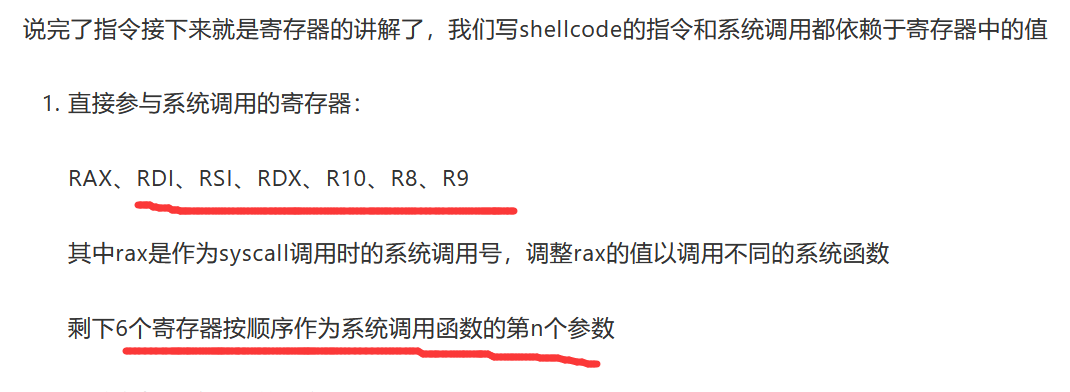 说完了指令接下来就是寄存器的讲解了，我们写shellcode的指令和系统调用都依赖于寄存器中的值
1. 直接参与系统调用的寄存器：
RAX、RDI、RSI、RDX、R10、R8、R9
其中rax是作为syscall调用时的系统调用号，调整rax的值以调用不同的系统函数
剩下6个寄存器按顺序作为系统调用函数的第n个参数